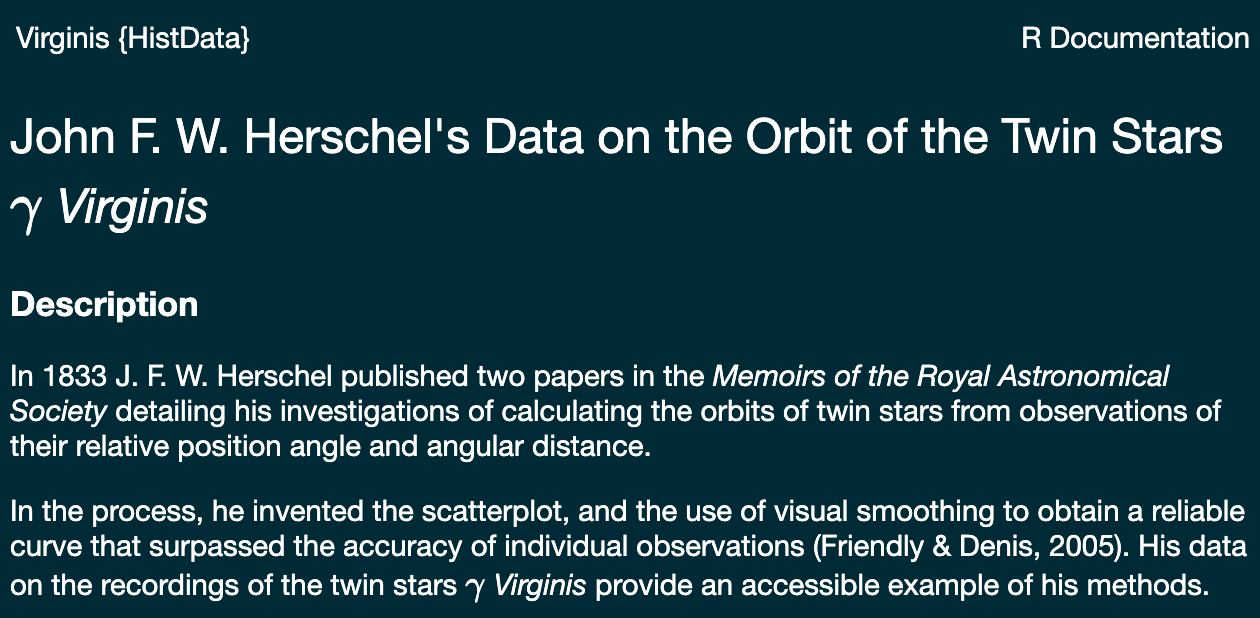 Virginis {HistData} R Documentation
John F. W. Herschel's Data on the Orbit of the Twin Stars
γ Virginis
Description
In 1833 J. F. W. Herschel published two papers in the Memoirs of the Royal Astronomical
Society detailing his investigations of calculating the orbits of twin stars from observations of
their relative position angle and angular distance.
In the process, he invented the scatterplot, and the use of visual smoothing to obtain a reliable
curve that surpassed the accuracy of individual observations (Friendly & Denis, 2005). His data
on the recordings of the twin stars γ Virginis provide an accessible example of his methods.